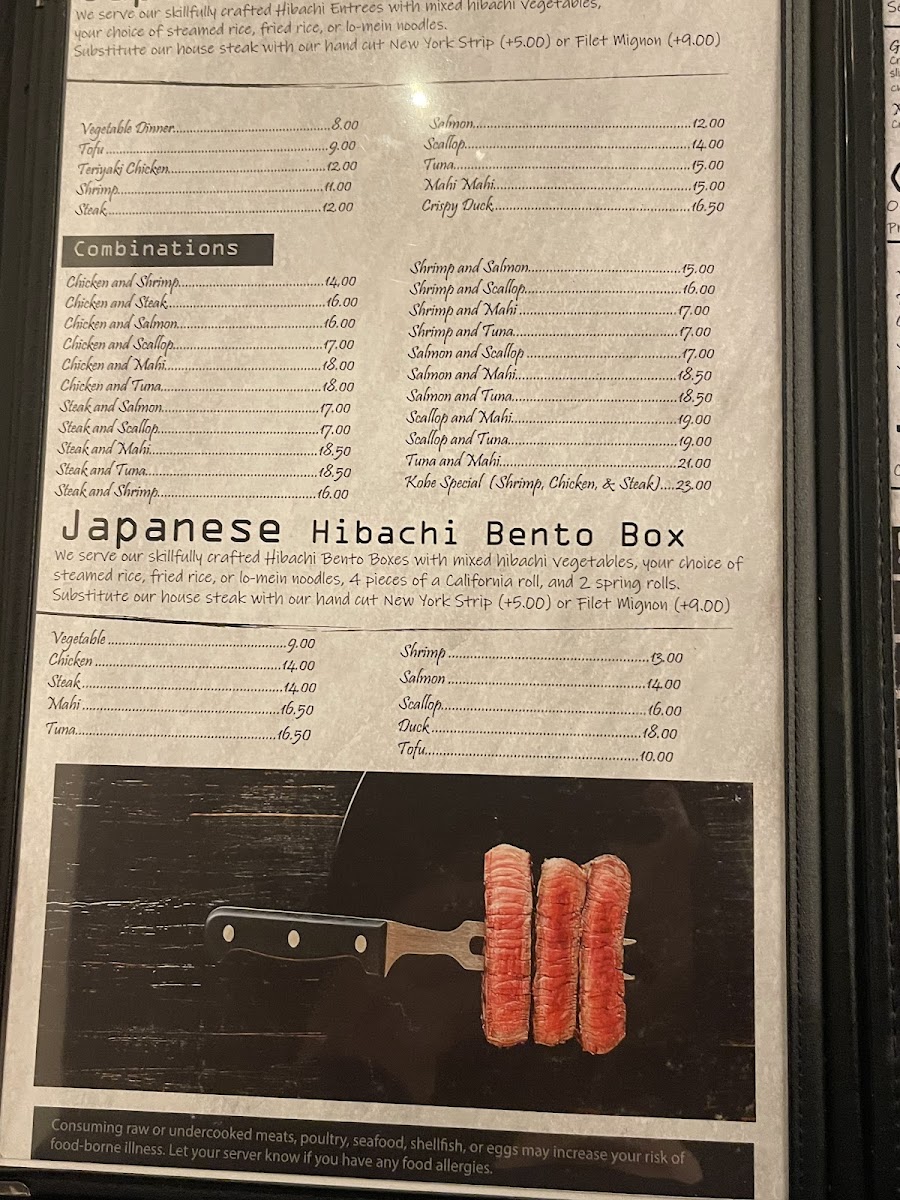 We serve our skillfully crafted Hibachi Entrees with mixed hibachi vegetables,
your choice of steamed rice, fried rice, or lo-mein noodles.
Substitute our house steak with our hand cut New York Strip (+5.00) or Filet Mignon (+9.00)
Vegetable Dinner 8.00
Tofu 9.00
Teriyaki Chicken 12.00
Shrimp 11.00
Steak 12.00
Salmon 12.00
Scallop 14.00
Tuna 15.00
Mahi Mahi 15.00
Crispy Duck 16.50
Combinations
Chicken and Shrimp 14.00
Chicken and Steak 16.00
Chicken and Salmon 16.00
Chicken and Scallop 17.00
Chicken and Mahi 18.00
Chicken and Tuna 18.00
Steak and Salmon 17.00
Steak and Scallop 17.00
Steak and Mahi 18.50
Steak and Tuna 18.50
Steak and Shrimp 16.00
Shrimp and Salmon 15.00
Shrimp and Scallop 16.00
Shrimp and Mahi 17.00
Shrimp and Tuna 17.00
Salmon and Scallop 17.00
Salmon and Mahi 18.50
Salmon and Tuna 18.50
Scallop and Mahi 19.00
Scallop and Tuna 19.00
Tuna and Mahi 21.00
Kobe Special (Shrimp, Chicken, & Steak) 23.00
Japanese Hibachi Bento Box
We serve our skillfully crafted Hibachi Bento Boxes with mixed hibachi vegetables, your choice of
steamed rice, fried rice, or lo-mein noodles, 4 pieces of a California roll, and 2 spring rolls.
Substitute our house steak with our hand cut New York Strip (+5.00) or Filet Mignon (+9.00)
Vegetable 9.00
Chicken 14.00
Steak 14.00
Mahi 16.50
Tuna 16.50
Shrimp 13.00
Salmon 14.00
Scallop 16.00
Duck 18.00
Tofu 10.00
Consuming raw or undercooked meats, poultry, seafood, shellfish, or eggs may increase your risk of
food-borne illness. Let your server know if you have any food allergies.